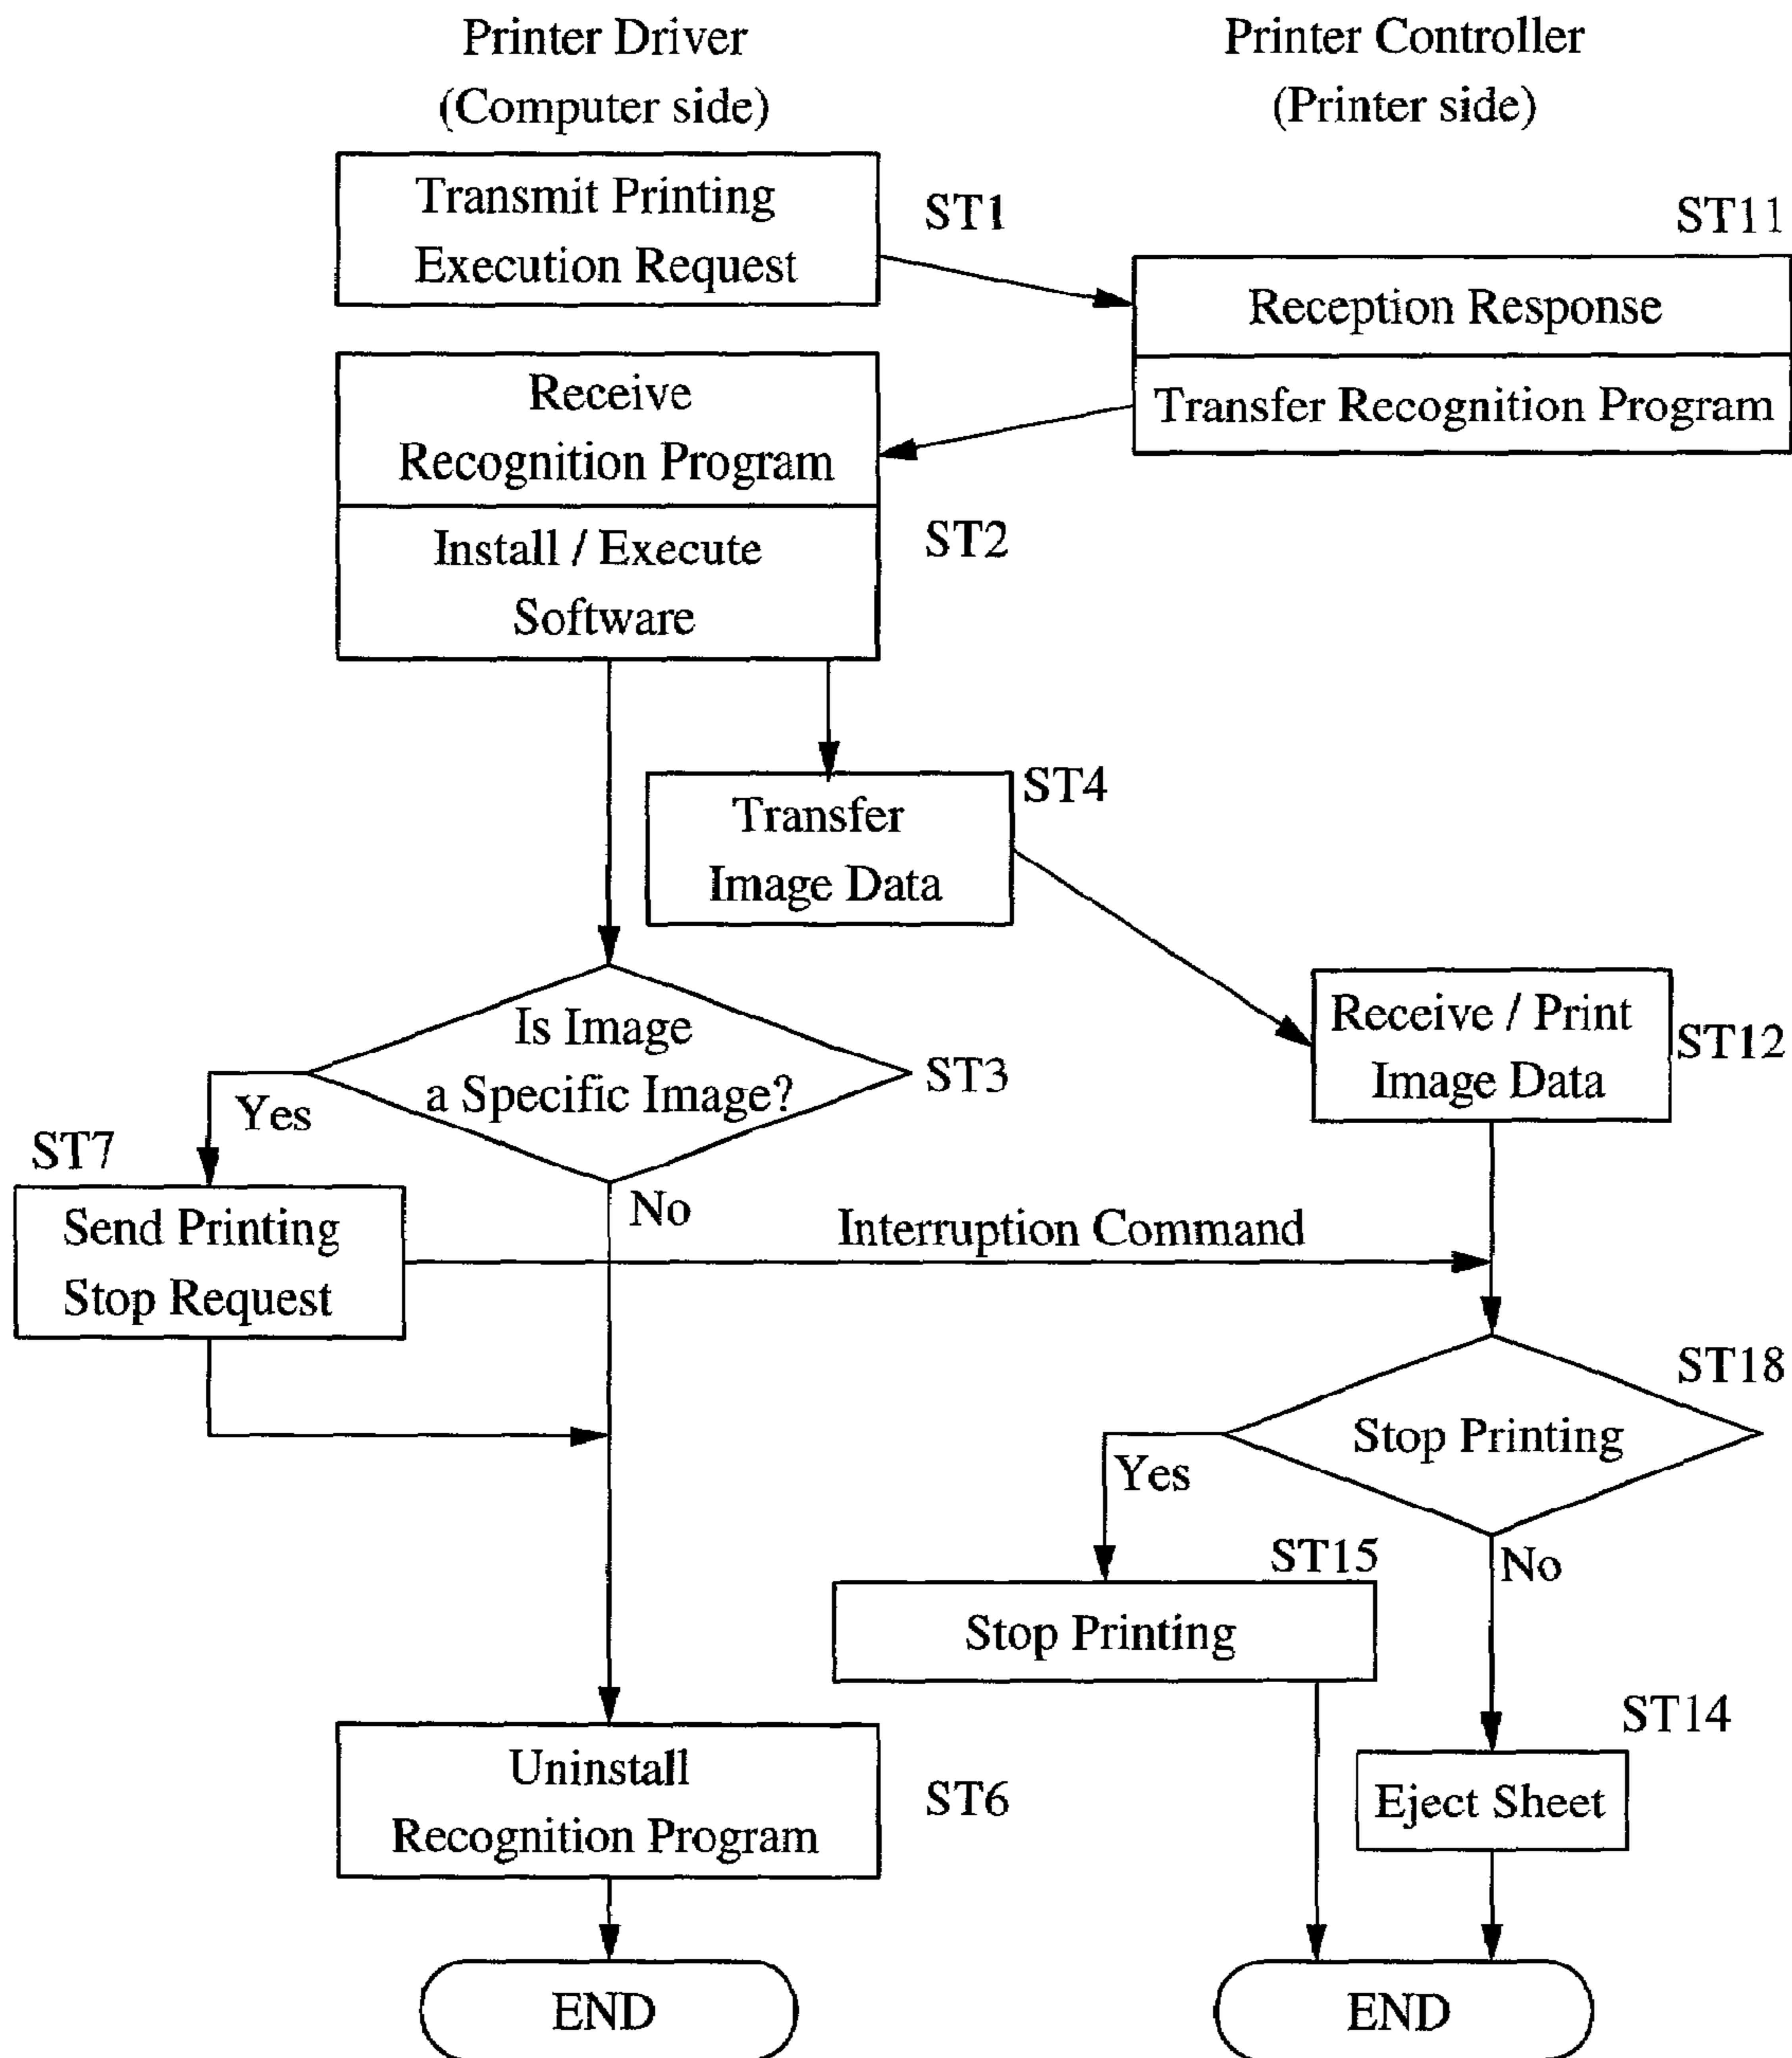 Printer Driver
(Computer side)
Printer Controller
(Printer side)
Transmit Printing
Execution Request
ST1
ST11
Reception Response
Transfer Recognition Program
Receive
Recognition Program
Install / Execute
Software
ST2
Transfer
Image Data
ST4
Is Image
a Specific Image?
ST3
Receive / Print
Image Data
ST12
Yes
No
ST7
Send Printing
Stop Request
Interruption Command
ST18
Stop Printing
Yes
No
ST15
Stop Printing
ST14
Eject Sheet
Uninstall
Recognition Program
ST6
END
END